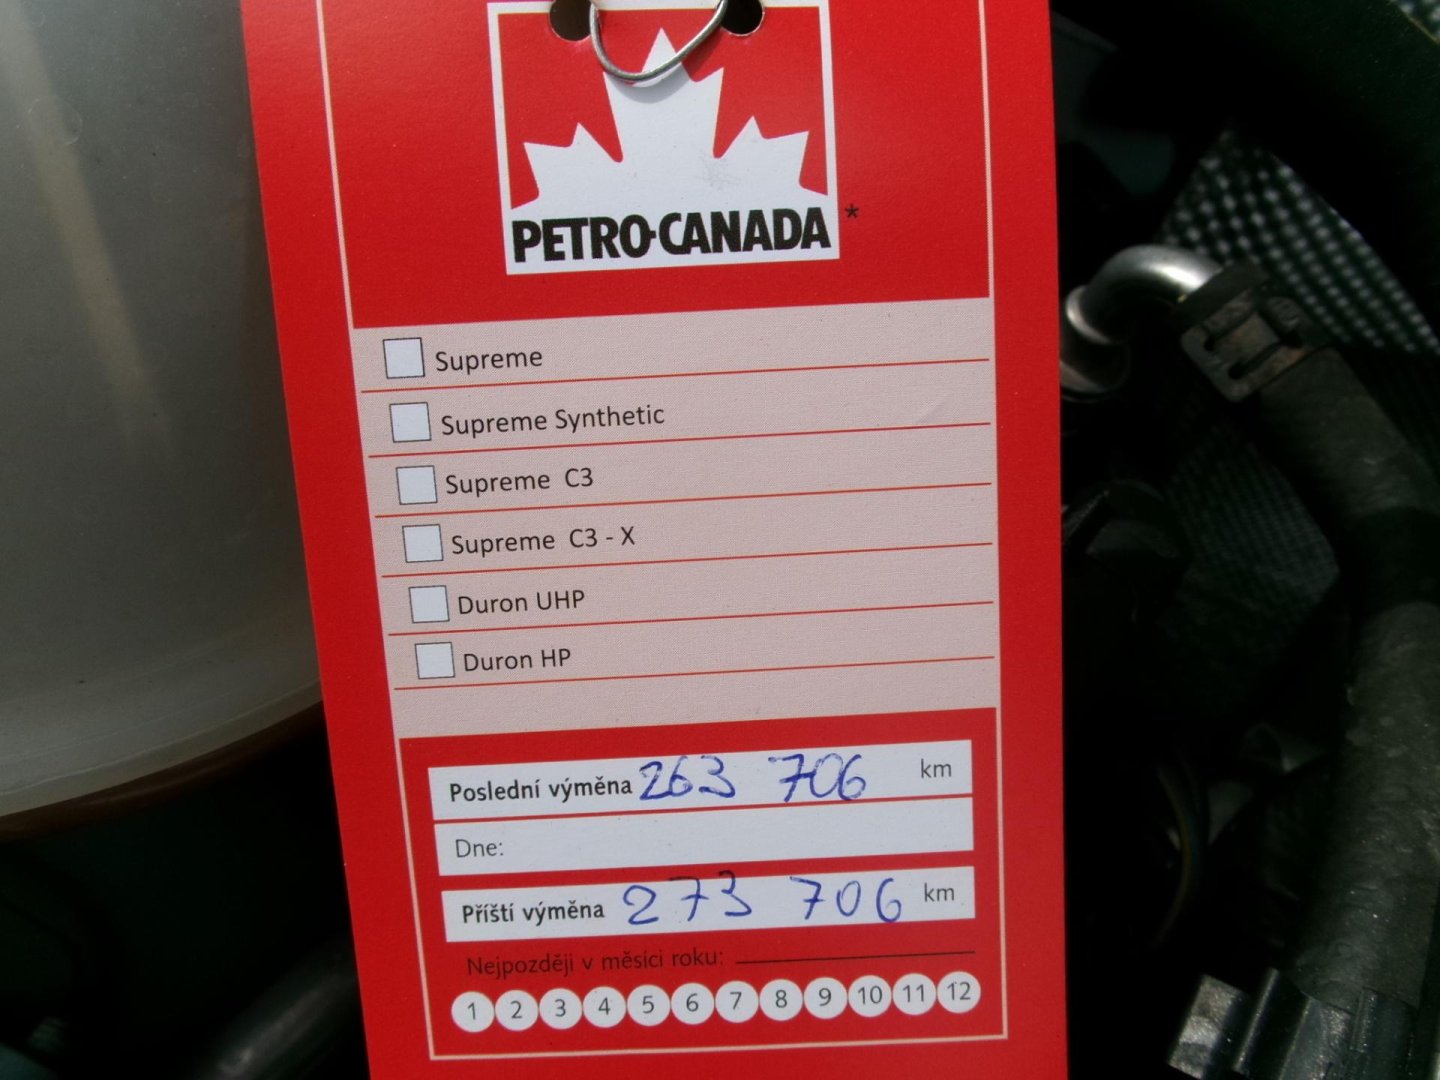 PETRO-CANADA*
Supreme
Supreme Synthetic
Supreme C3
Supreme C3 - X
Duron UHP
Duron HP
Poslední výměna 263 706 km
Dne:
Příští výměna 273 706 km
Nejpozději v měsíci roku:
1 2 3 4 5 6 7 8 9 10 11 12